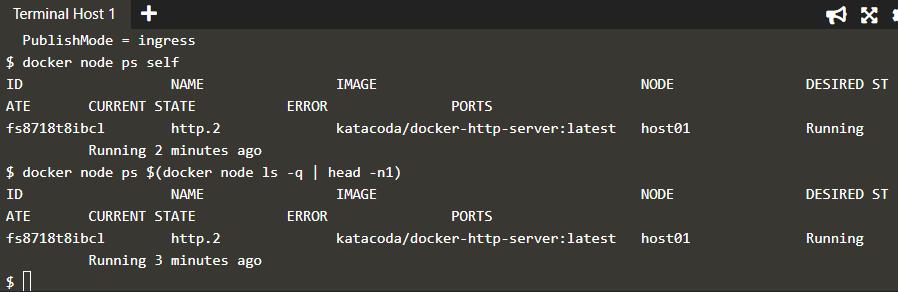 Terminal Host 1
PublishMode = ingress
$ docker node ps self
ID NAME IMAGE NODE DESIRED ST
ATE CURRENT STATE ERROR PORTS
fs8718t8ibcl http.2 katacoda/docker-http-server:latest host01 Running
Running 2 minutes ago
$ docker node ps $(docker node ls -q | head -n1)
ID NAME IMAGE NODE DESIRED ST
ATE CURRENT STATE ERROR PORTS
fs8718t8ibcl http.2 katacoda/docker-http-server:latest host01 Running
Running 3 minutes ago
$